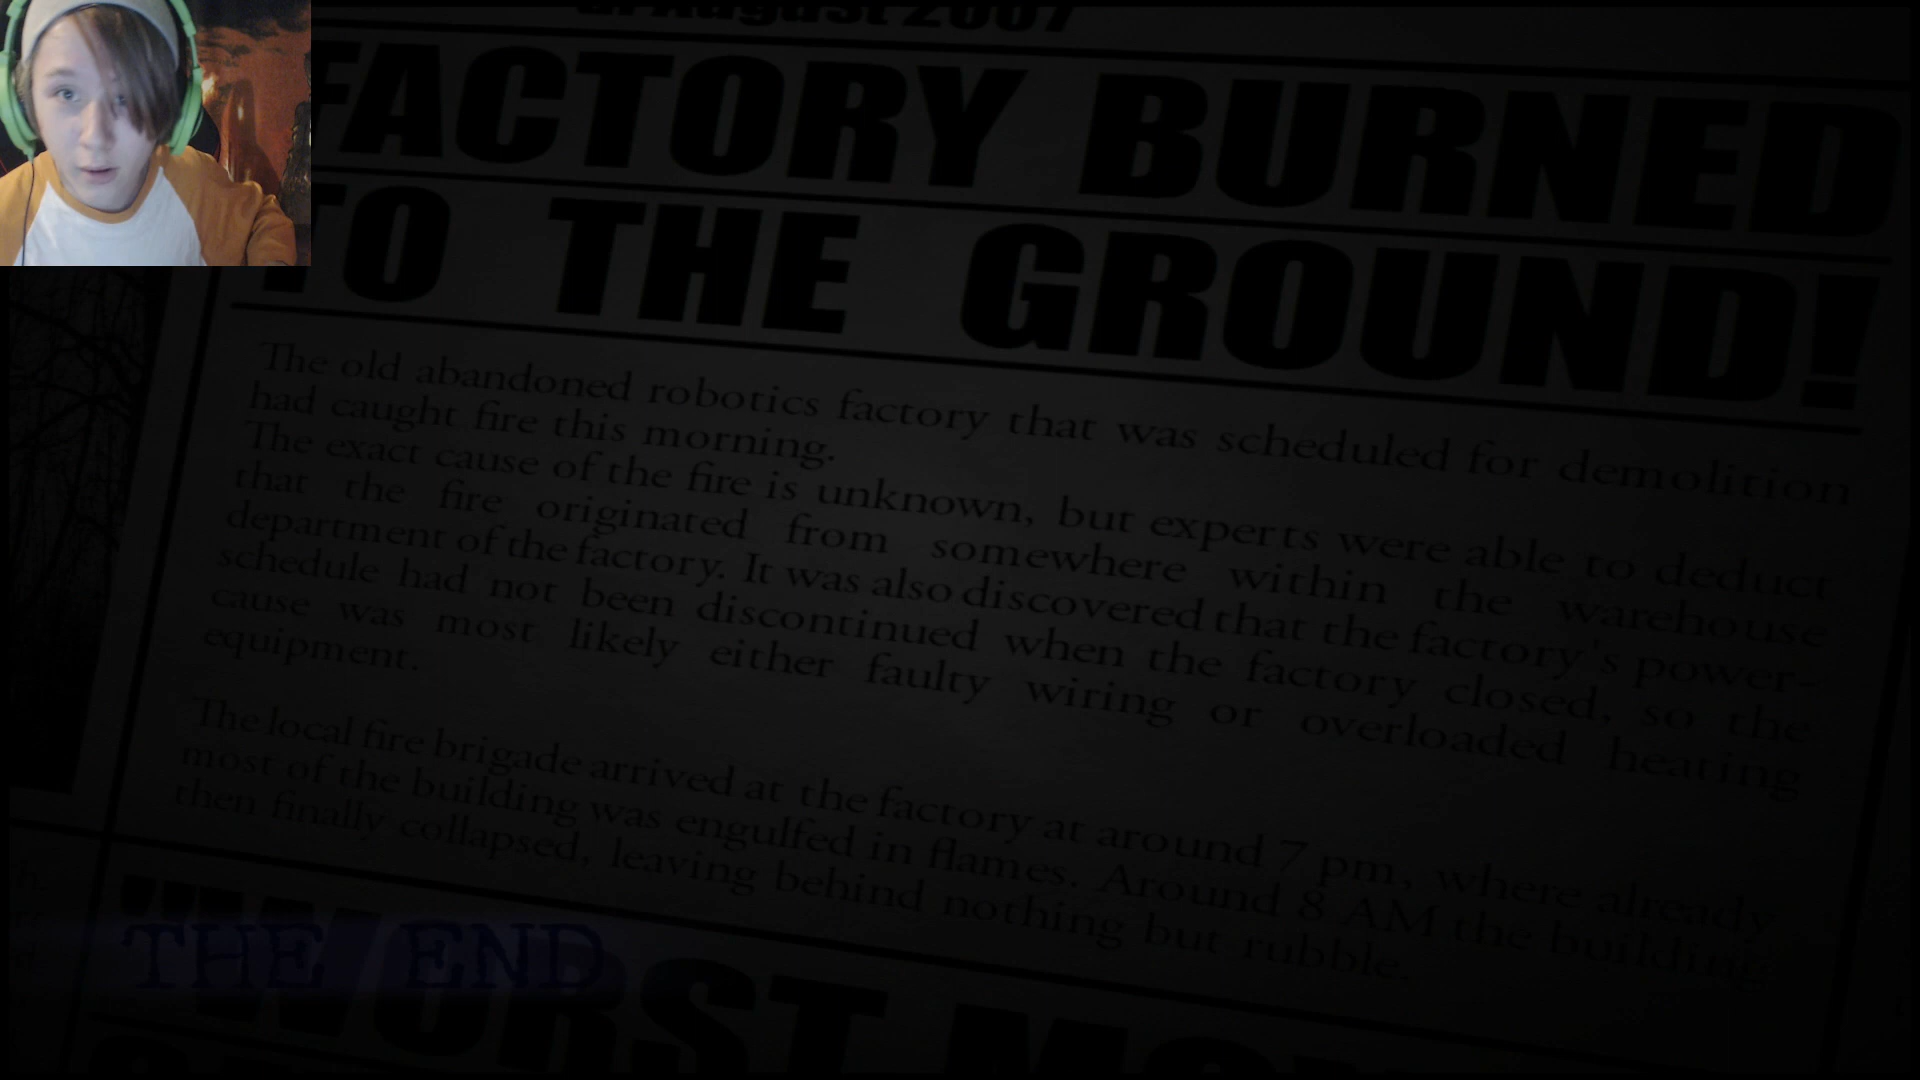 August 2007
FACTORY BURNED
TO THE GROUND!
The old abandoned robotics factory that was scheduled for demolition
had caught fire this morning.
The exact cause of the fire is unknown, but experts were able to deduct
that the fire originated from somewhere within the warehouse
department of the factory. It was also discovered that the factory's power-
schedule had not been discontinued when the factory closed, so the
cause was most likely either faulty wiring or overloaded heating
equipment.
The local fire brigade arrived at the factory at around 7 pm, where already
most of the building was engulfed in flames. Around 8 AM the building
then finally collapsed, leaving behind nothing but rubble.
THE END
"WORST